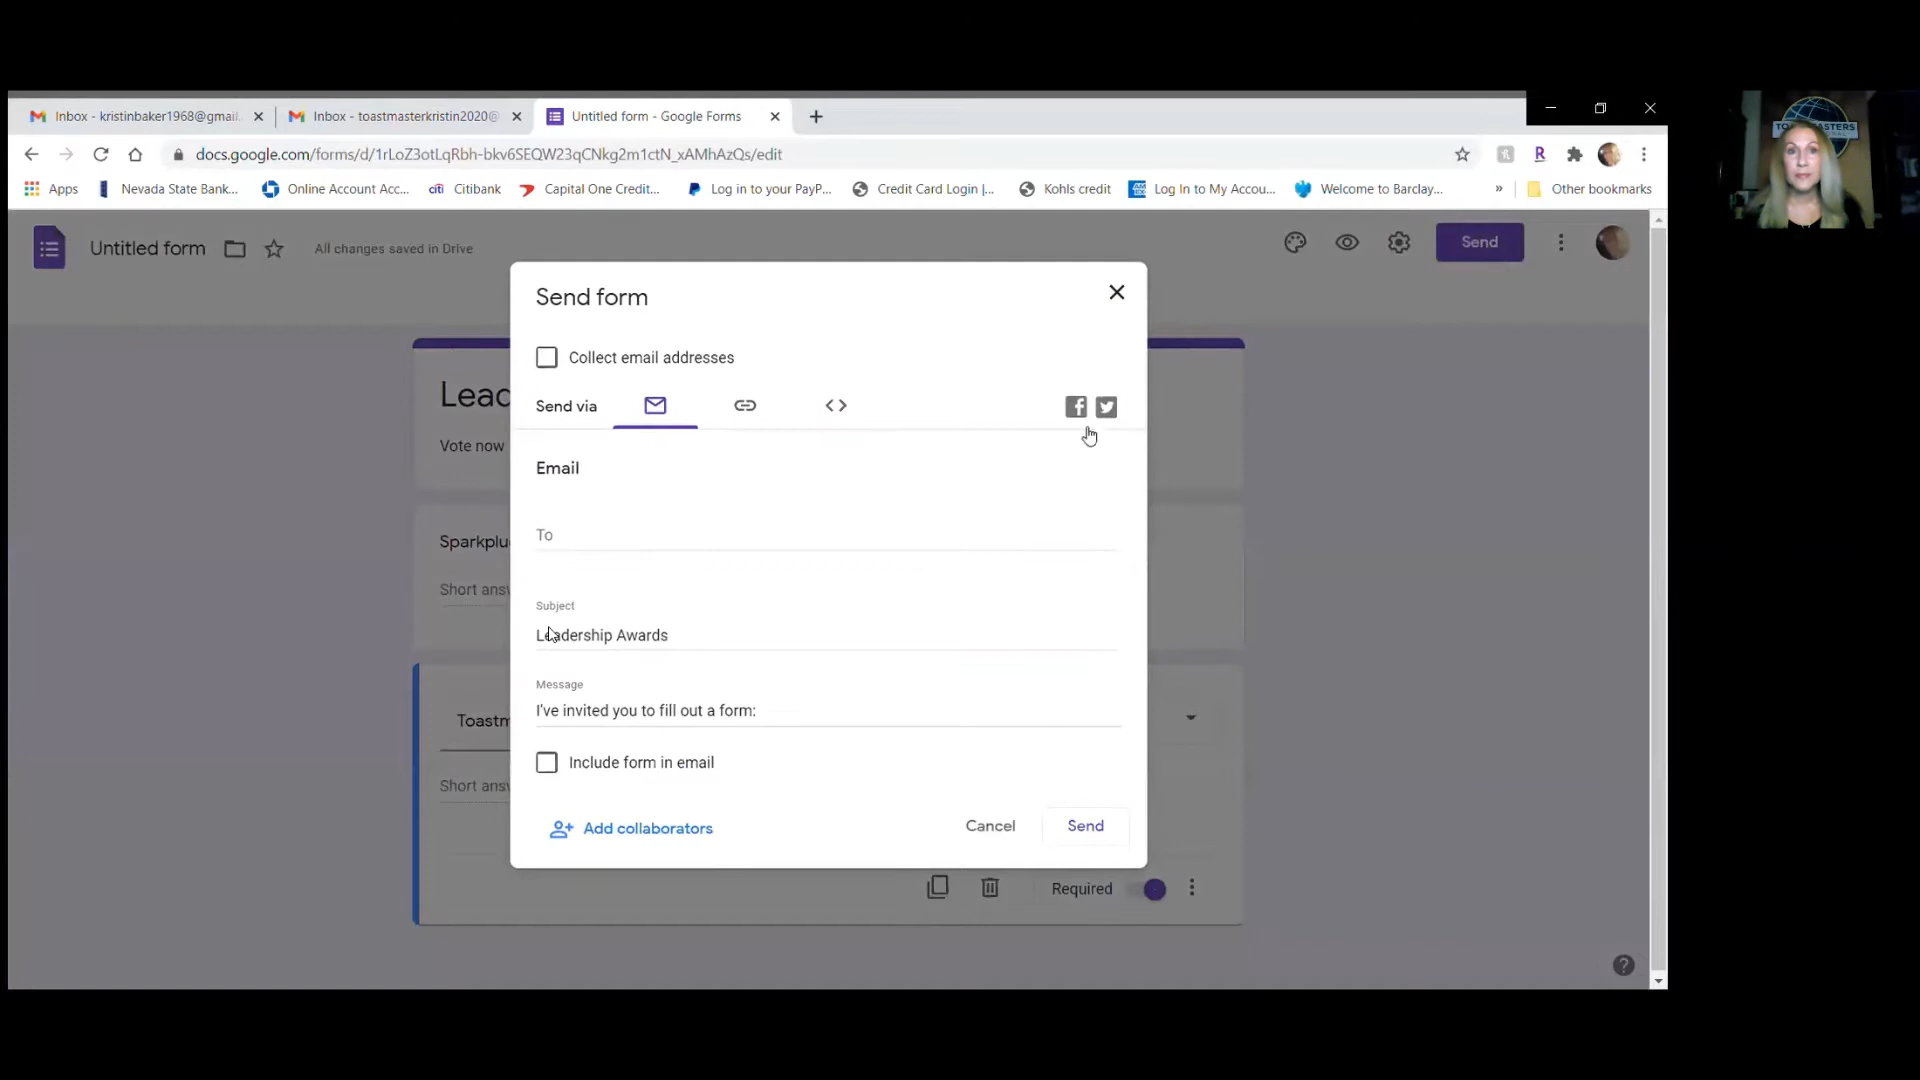 Inbox - kristinbaker1968@gmail.
Inbox - toastmasterkristin2020@
Untitled form - Google Forms
docs.google.com/forms/d/1rLoZ3otLqRbh-bkv6SEQW23qCNkg2m1ctN_xAMhAzQs/edit
R
Apps
Nevada State Bank...
Online Account Acc...
citi Citibank
Capital One Credit...
Log in to your PayP...
Credit Card Login |...
Kohls credit
Log In to My Accou...
Welcome to Barclay...
»
Other bookmarks
Untitled form
All changes saved in Drive
Send
Send form
Collect email addresses
Lead
Send via
Vote now
Email
To
Sparkplu
Short ans
Subject
Leadership Awards
Message
I've invited you to fill out a form:
Toastm
Include form in email
Short ans
Add collaborators
Cancel
Send
Required